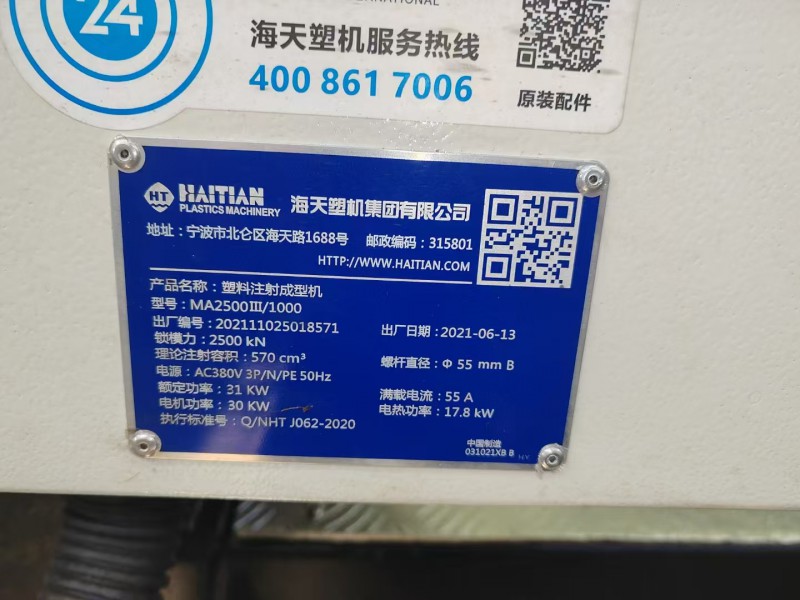 24
INTERNATIONAL
海天塑机服务热线
400 861 7006
原装配件
HT HAITIAN
PLASTICS MACHINERY
海天塑机集团有限公司
地址：宁波市北仑区海天路1688号 邮政编码：315801
HTTP://WWW.HAITIAN.COM
产品名称：塑料注射成型机
型号：MA2500Ⅲ/1000
出厂编号：202111025018571 出厂日期：2021-06-13
锁模力：2500 kN
理论注射容积：570 cm³ 螺杆直径：Φ 55 mm B
电源：AC380V 3P/N/PE 50Hz
额定功率：31 KW 满载电流：55 A
电机功率：30 KW 电热功率：17.8 kW
执行标准号：Q/NHT J062-2020
中国制造
031021XB B